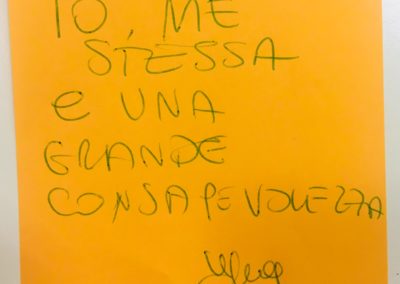 IO, ME
STESSA
e UNA
GRANDE
CONSAPEVOLEZZA